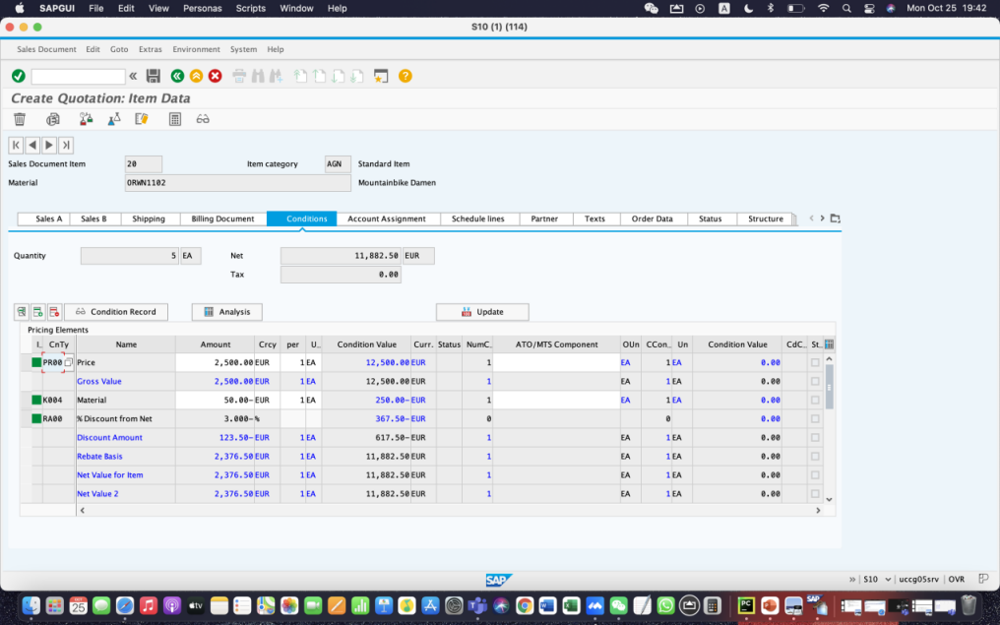 SAPGUI File Edit View Personas Scripts Window Help A Mon Oct 25 19:42
S10 (1) (114)
Sales Document Edit Goto Extras Environment System Help
Create Quotation: Item Data
Sales Document Item 20 Item category AGN Standard Item
Material ORWN1102 Mountainbike Damen
Sales A Sales B Shipping Billing Document Conditions Account Assignment Schedule lines Partner Texts Order Data Status Structure
Quantity 5 EA Net 11,882.50 EUR
Tax 0.00
Condition Record Analysis Update
Pricing Elements
I.. CnTy Name Amount Crcy per U.. Condition Value Curr. Status NumC.. ATO/MTS Component OUn CCon.. Un Condition Value CdC.. St..
PR00 Price 2,500.00 EUR 1 EA 12,500.00 EUR 1 EA 1 EA 0.00
Gross Value 2,500.00 EUR 1 EA 12,500.00 EUR 1 EA 1 EA 0.00
K004 Material 50.00- EUR 1 EA 250.00- EUR 1 EA 1 EA 0.00
RA00 % Discount from Net 3.000- % 367.50- EUR 0 0 0.00
Discount Amount 123.50- EUR 1 EA 617.50- EUR 1 EA 1 EA 0.00
Rebate Basis 2,376.50 EUR 1 EA 11,882.50 EUR 1 EA 1 EA 0.00
Net Value for Item 2,376.50 EUR 1 EA 11,882.50 EUR 1 EA 1 EA 0.00
Net Value 2 2,376.50 EUR 1 EA 11,882.50 EUR 1 EA 1 EA 0.00
SAP S10 uccg05srv OVR